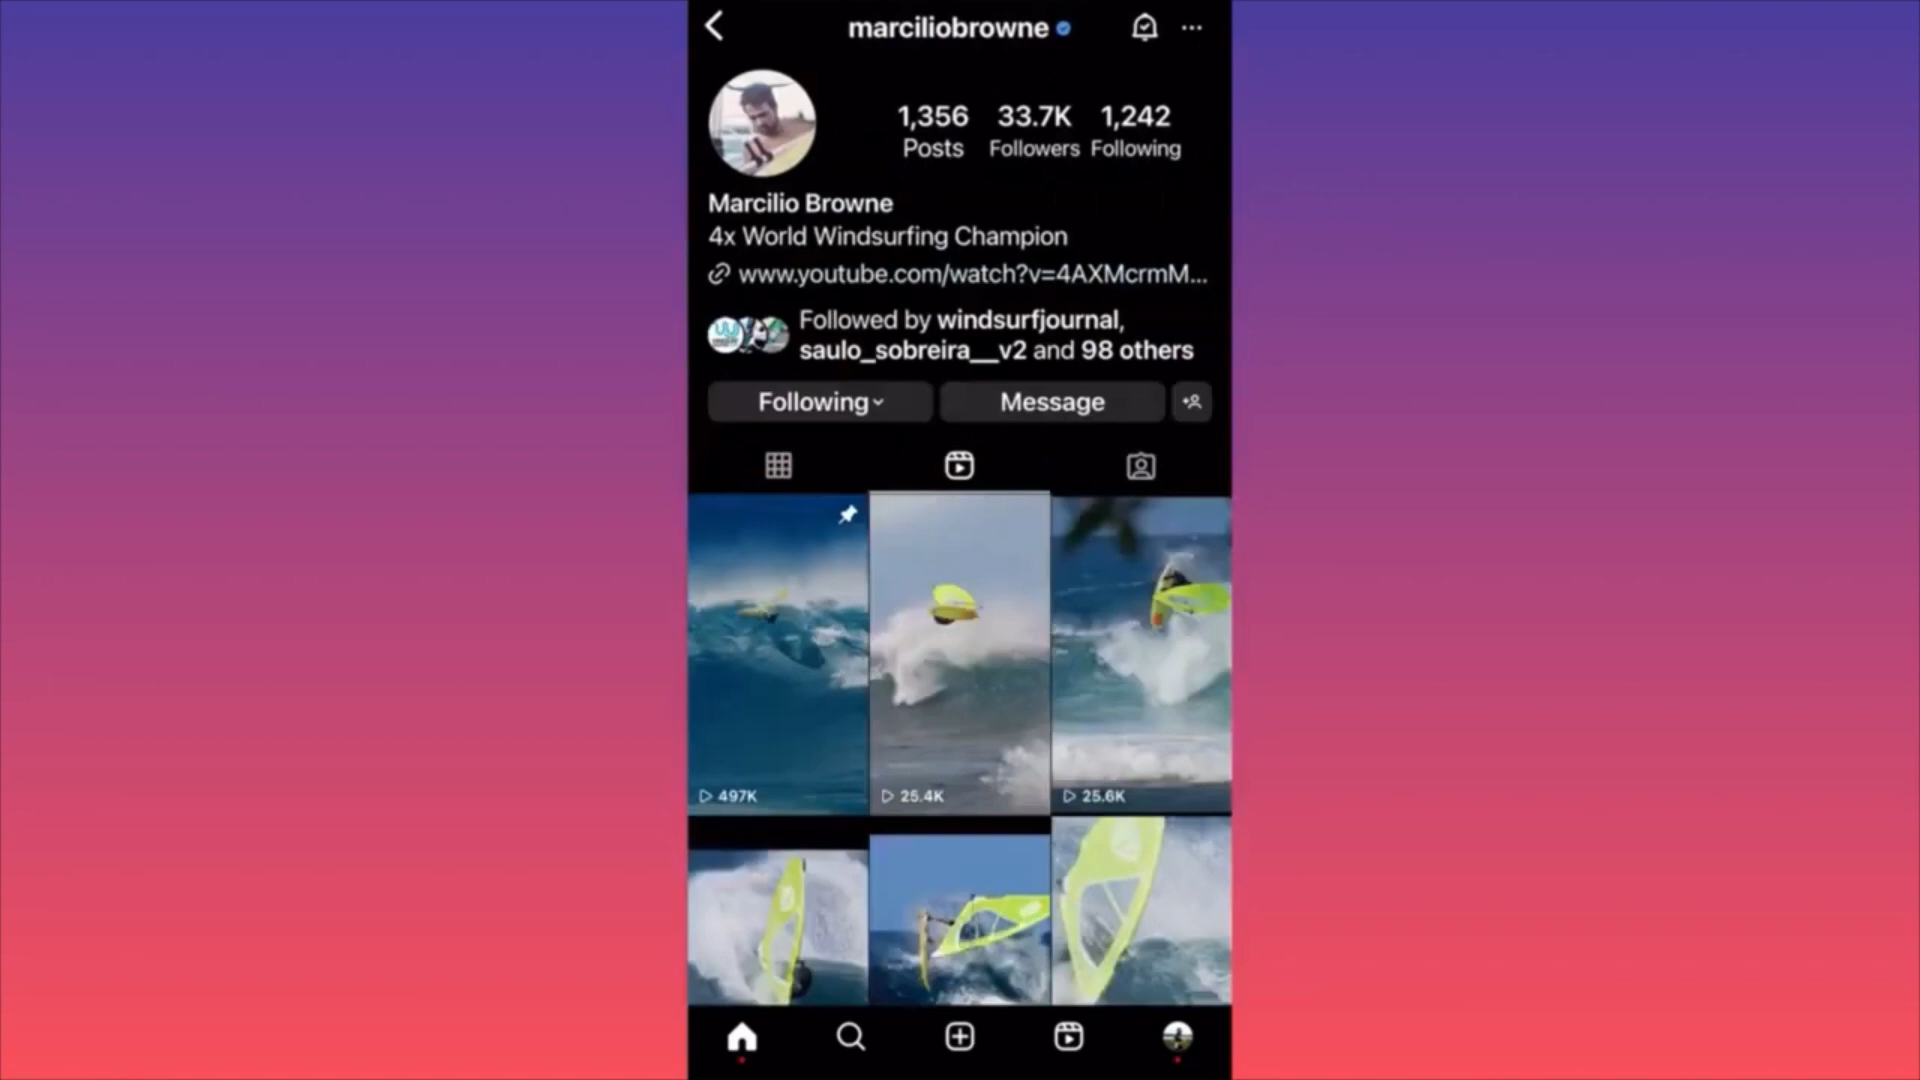 marciliobrowne
1,356 33.7K 1,242
Posts Followers Following
Marcilio Browne
4x World Windsurfing Champion
www.youtube.com/watch?v=4AXMcrmM...
Followed by windsurfjournal,
saulo_sobreira__v2 and 98 others
Following Message
497K 25.4K 25.6K